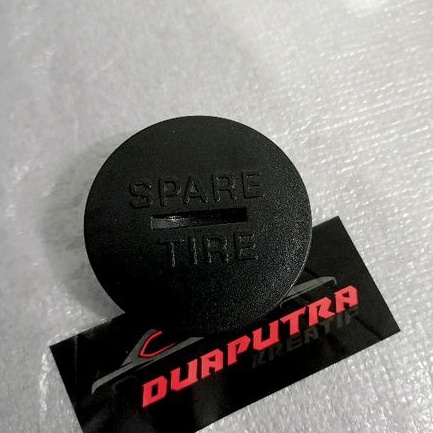 SPARE
TIRE
DUAPUTRA
KREATIF